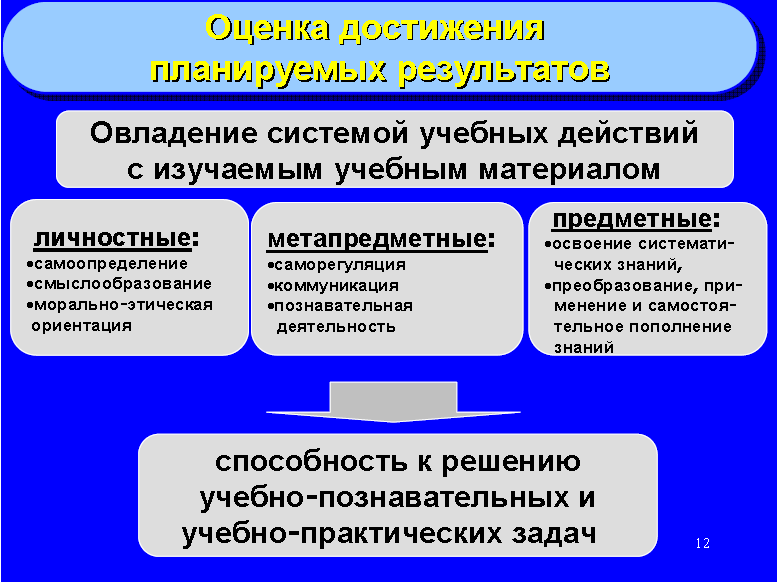 Оценка достижения
планируемых результатов
Овладение системой учебных действий
с изучаемым учебным материалом
личностные:
•самоопределение
•смыслообразование
•морально-этическая
ориентация
метапредметные:
•саморегуляция
•коммуникация
•познавательная
деятельность
предметные:
•освоение системати-
ческих знаний,
•преобразование, при-
менение и самостоя-
тельное пополнение
знаний
способность к решению
учебно-познавательных и
учебно-практических задач
12